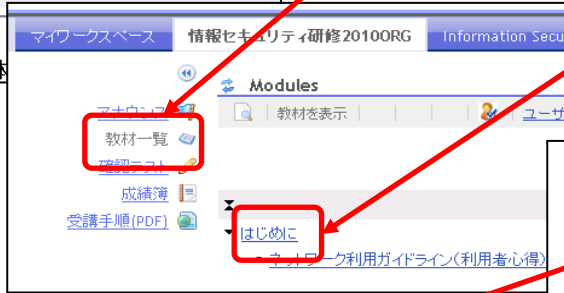 マイワークスペース 情報セキュリティ研修2010ORG Information Secu
Modules
アナウンス 教材を表示 ユーザ
教材一覧
確認テスト
成績簿
受講手順(PDF)
はじめに
ネットワーク利用ガイドライン(利用者心得)